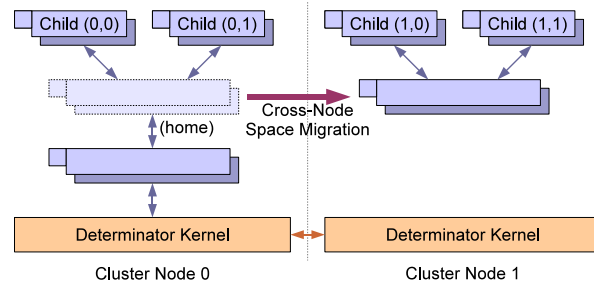 Child (0,0)
Child (0,1)
Child (1,0)
Child (1,1)
Cross-Node
Space Migration
(home)
Determinator Kernel
Determinator Kernel
Cluster Node 0
Cluster Node 1